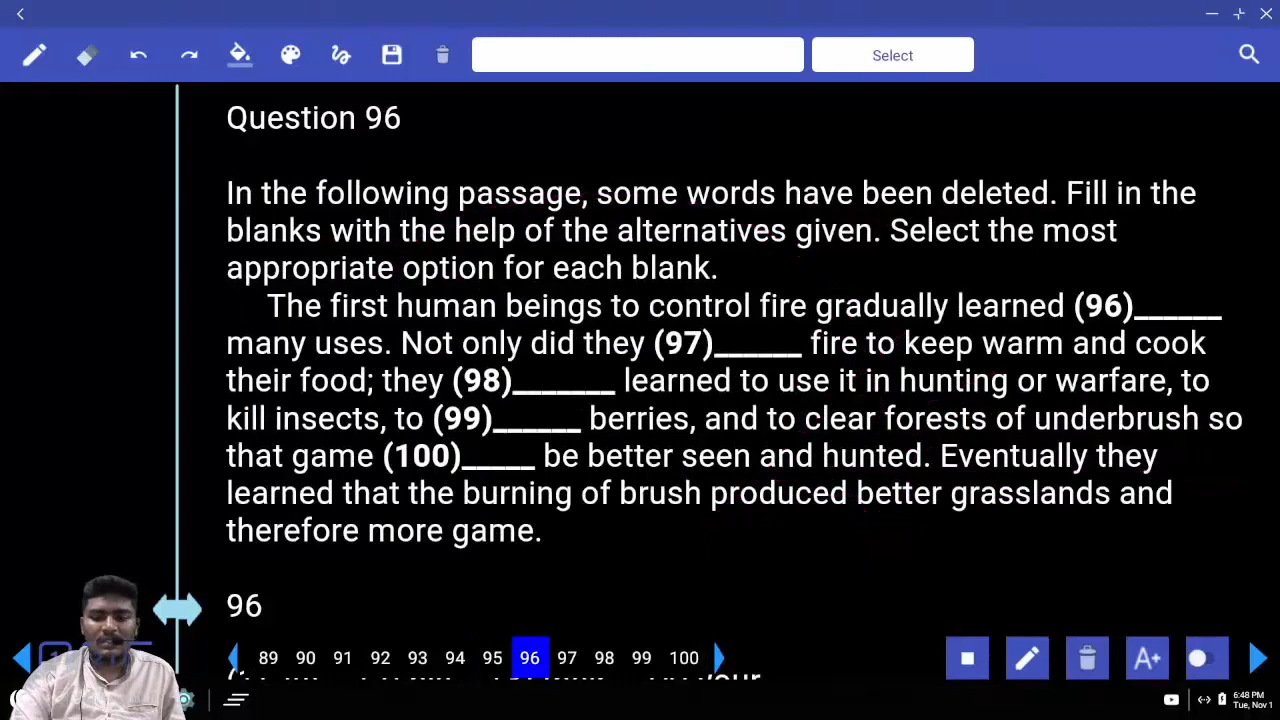 Select
Question 96
In the following passage, some words have been deleted. Fill in the
blanks with the help of the alternatives given. Select the most
appropriate option for each blank.
The first human beings to control fire gradually learned (96)______
many uses. Not only did they (97)______ fire to keep warm and cook
their food; they (98)_______ learned to use it in hunting or warfare, to
kill insects, to (99)______ berries, and to clear forests of underbrush so
that game (100)_____ be better seen and hunted. Eventually they
learned that the burning of brush produced better grasslands and
therefore more game.
96
89 90 91 92 93 94 95 96 97 98 99 100
A+
6:48 PM
Tue, Nov 1